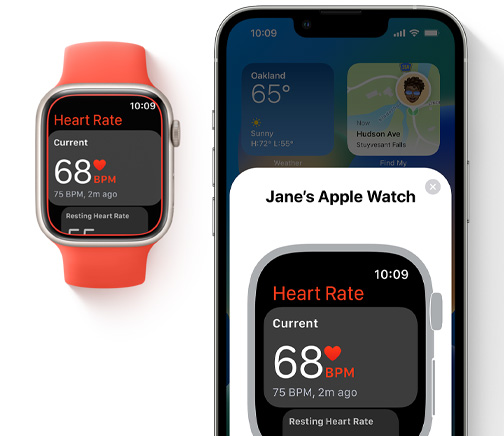 10:09
Heart Rate
Current
68
BPM
75 BPM, 2m ago
Resting Heart Rate
10:09
Oakland
65°
Sunny
H:72° L:55°
Weather
Now
Hudson Ave
Stuyvesant Falls
Find My
Jane's Apple Watch
10:09
Heart Rate
Current
68
BPM
75 BPM, 2m ago
Resting Heart Rate